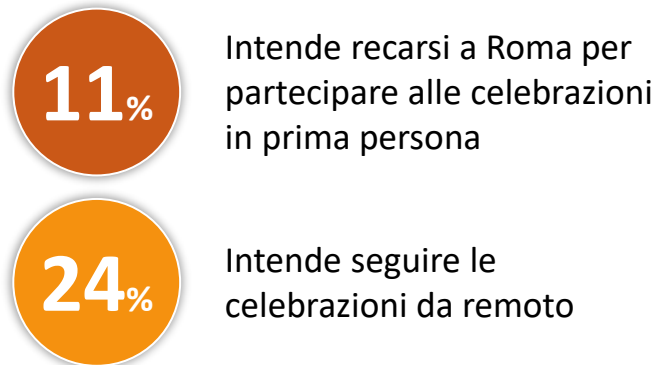 11%
Intende recarsi a Roma per
partecipare alle celebrazioni
in prima persona
24%
Intende seguire le
celebrazioni da remoto